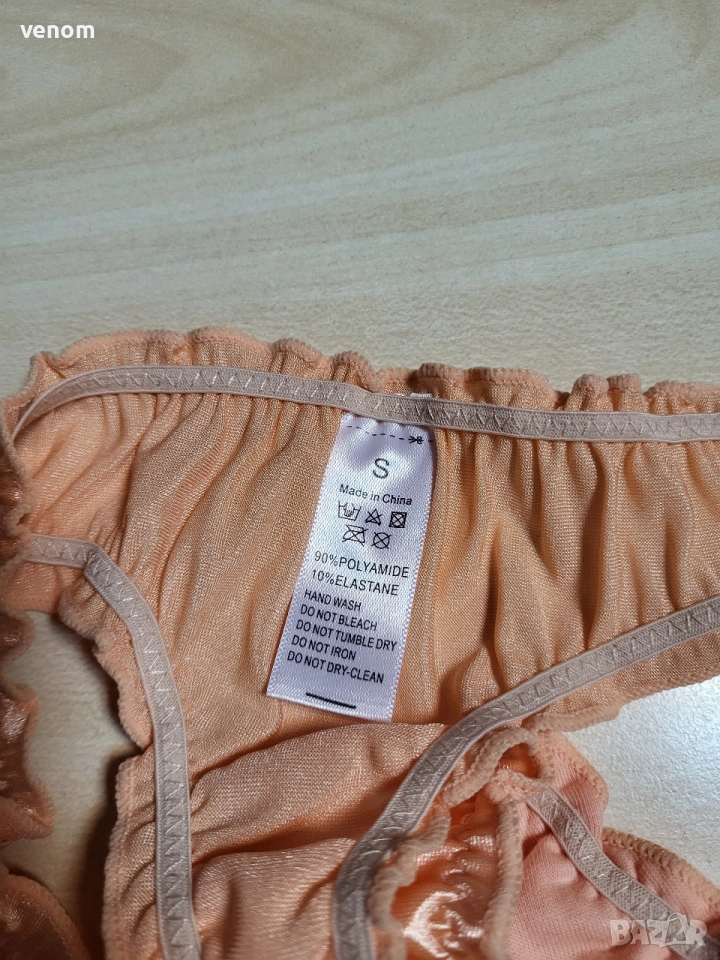 venom
S
Made in China
90%POLYAMIDE
10%ELASTANE
HAND WASH
DO NOT BLEACH
DO NOT TUMBLE DRY
DO NOT IRON
DO NOT DRY-CLEAN
BAZAR